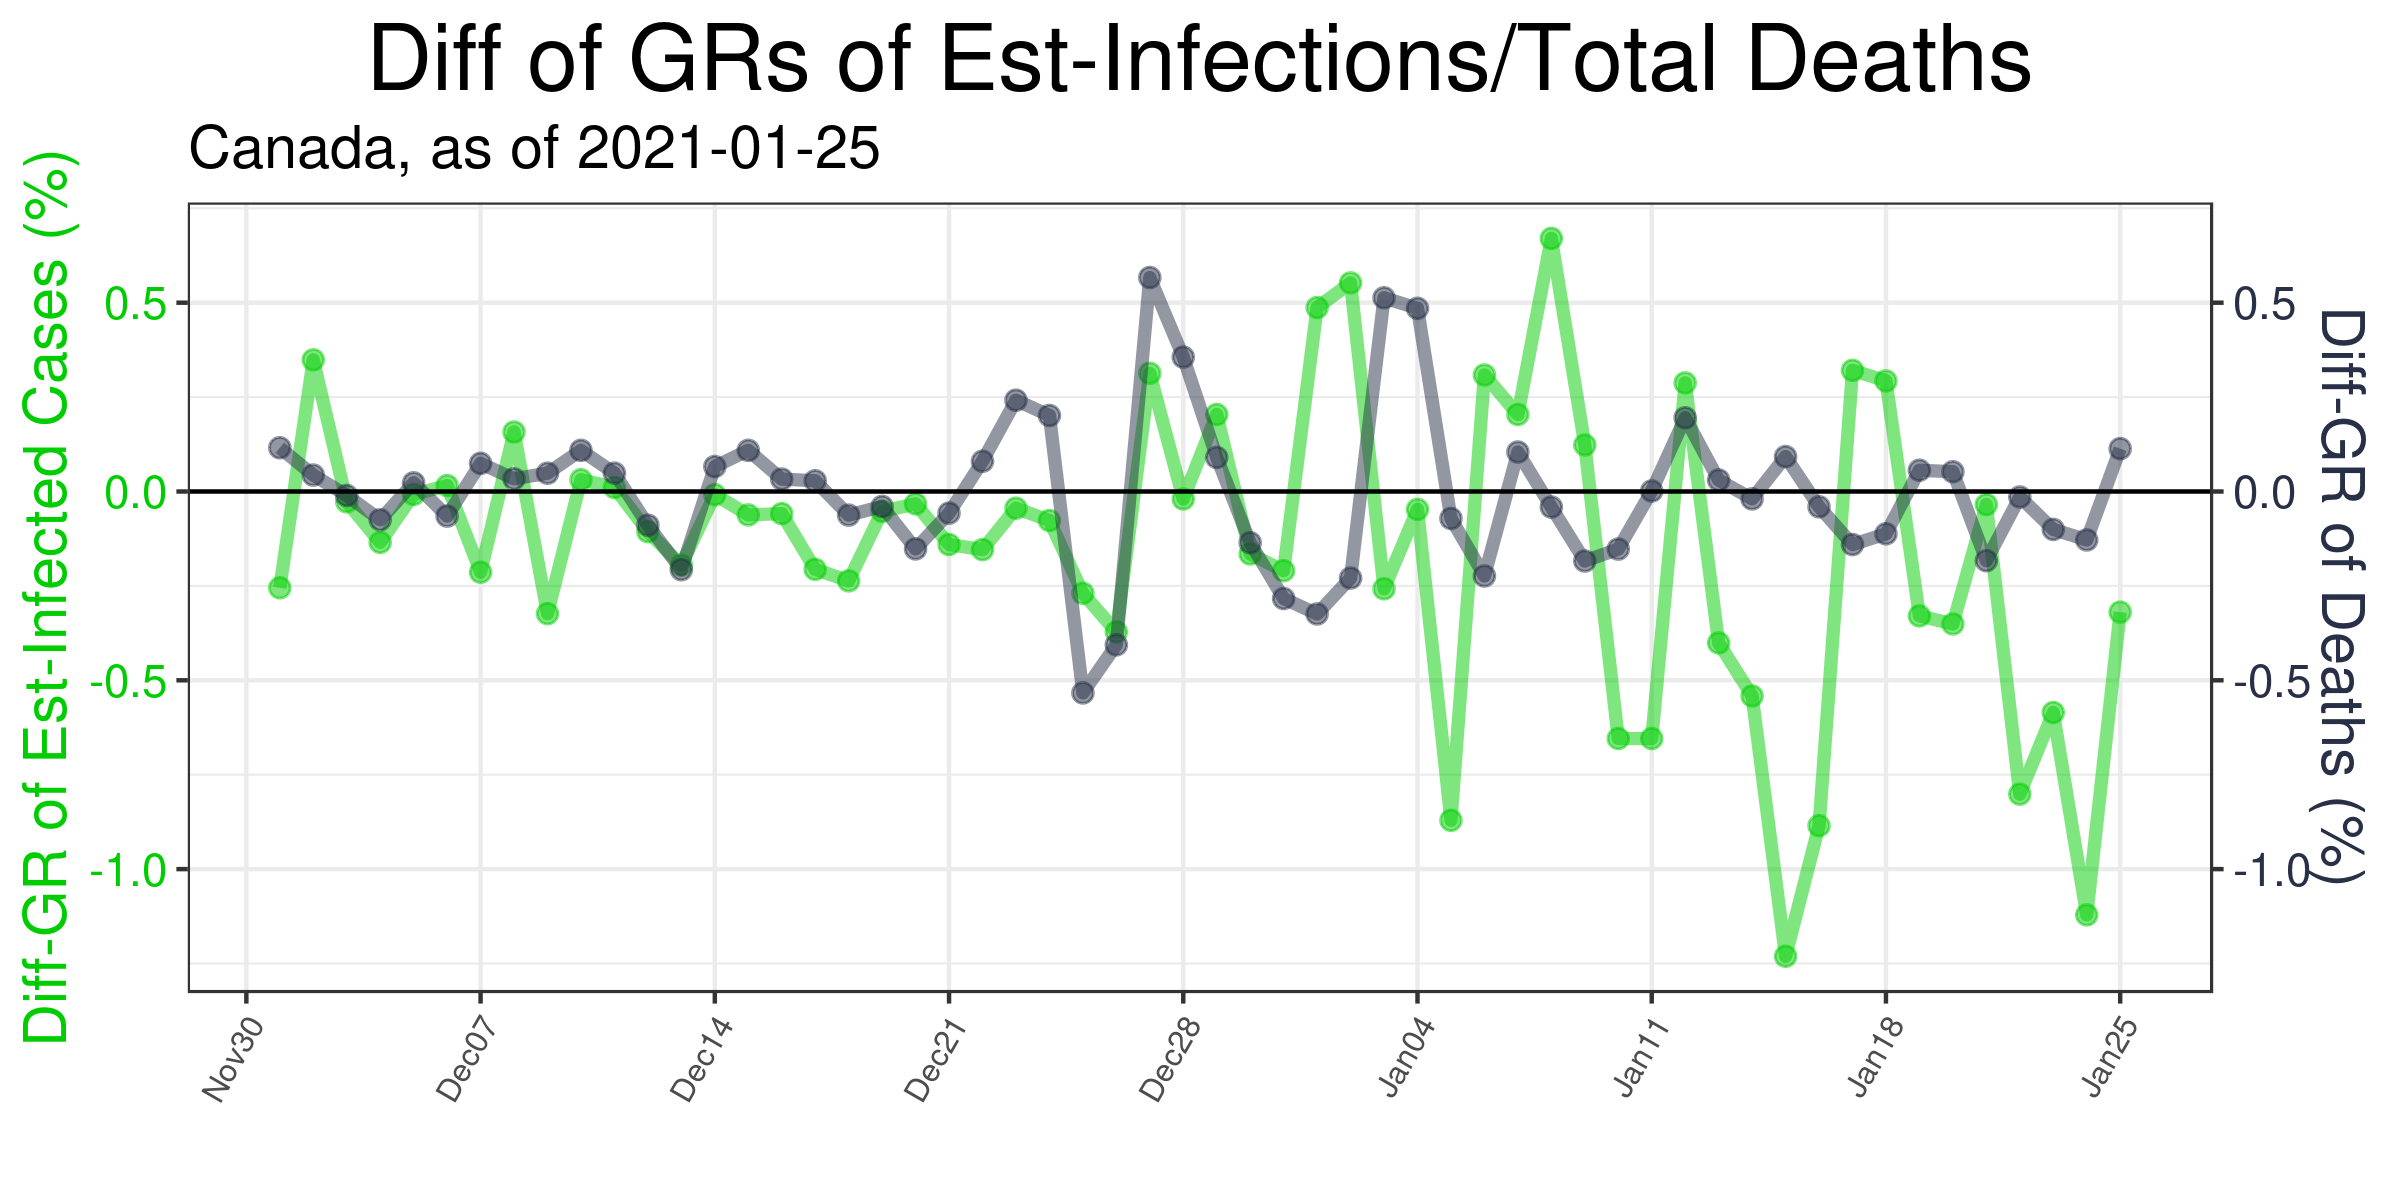 Diff of GRs of Est-Infections/Total Deaths
Canada, as of 2021-01-25
Diff-GR of Est-Infected Cases (%)
0.5
0.0
-0.5
-1.0
0.5
0.0
-0.5
-1.0
Diff-GR of Deaths (%)
Nov30
Dec07
Dec14
Dec21
Dec28
Jan04
Jan11
Jan18
Jan25